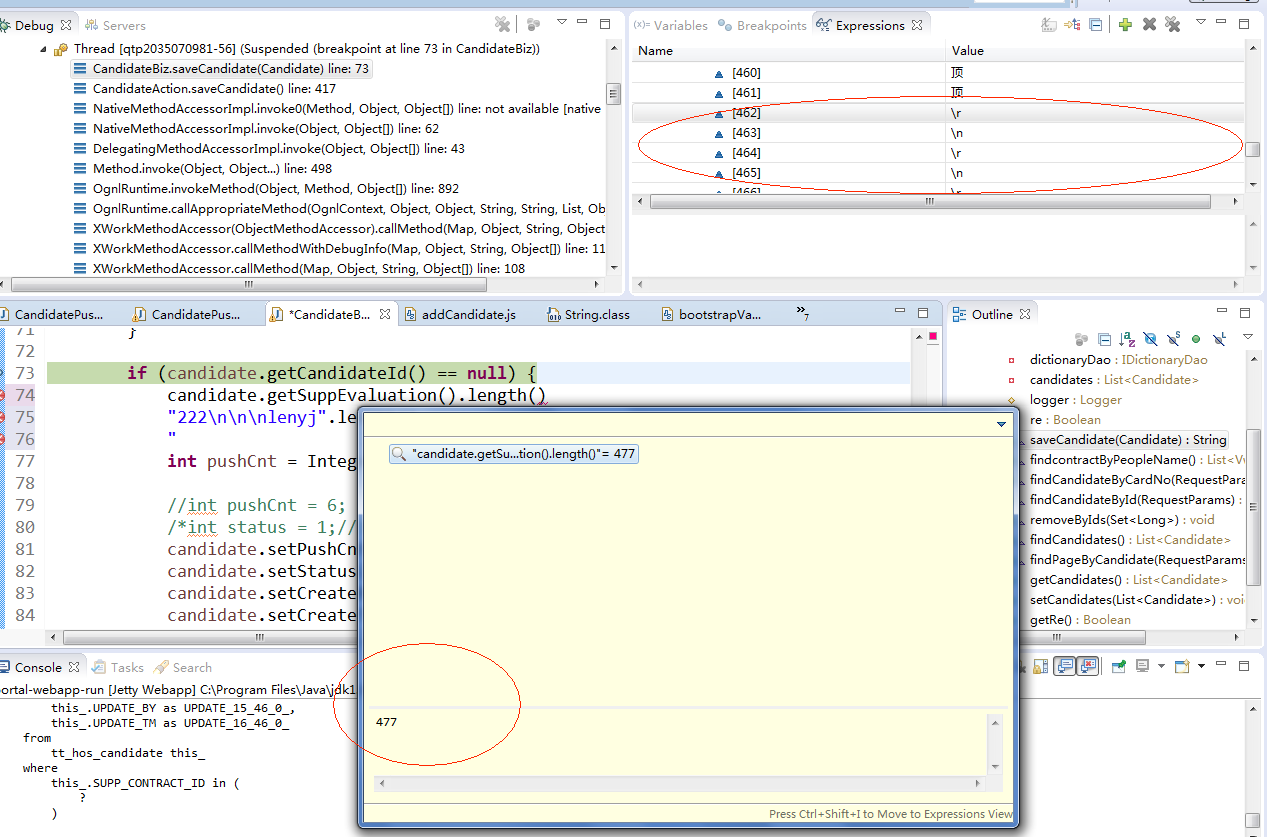 Debug
Servers
Thread [qtp2035070981-56] (Suspended (breakpoint at line 73 in CandidateBiz))
CandidateBiz.saveCandidate(Candidate) line: 73
CandidateAction.saveCandidate() line: 417
NativeMethodAccessorImpl.invoke0(Method, Object, Object[]) line: not available [native
NativeMethodAccessorImpl.invoke(Object, Object[]) line: 62
DelegatingMethodAccessorImpl.invoke(Object, Object[]) line: 43
Method.invoke(Object, Object...) line: 498
OgnlRuntime.invokeMethod(Object, Method, Object[]) line: 892
OgnlRuntime.callAppropriateMethod(OgnlContext, Object, Object, String, String, List, Ob
XWorkMethodAccessor(ObjectMethodAccessor).callMethod(Map, Object, String, Object
XWorkMethodAccessor.callMethodWithDebugInfo(Map, Object, String, Object[]) line: 11
XWorkMethodAccessor.callMethod(Map, Object, String, Object[]) line: 108
(x)= Variables
Breakpoints
Expressions
Name Value
[460] 顶
[461] 顶
[462] \r
[463] \n
[464] \r
[465] \n
[466] \r
CandidatePus...
CandidatePus...
*CandidateB...
addCandidate.js
String.class
bootstrapVa...
»7
71 }
72
73 if (candidate.getCandidateId() == null) {
74 candidate.getSuppEvaluation().length()
75 "222\n\n\nlenyj".le
76 "
77 int pushCnt = Integ
78
79 //int pushCnt = 6;
80 /*int status = 1;//
81 candidate.setPushCn
82 candidate.setStatus
83 candidate.setCreate
84 candidate.setCreate
"candidate.getSu...tion().length()"= 477
477
Press Ctrl+Shift+I to Move to Expressions View
Outline
dictionaryDao : IDictionaryDao
candidates : List<Candidate>
logger : Logger
re : Boolean
saveCandidate(Candidate) : String
findcontractByPeopleName() : List<Vv
findCandidateByCardNo(RequestPara
findCandidateById(RequestParams) :
removeByIds(Set<Long>) : void
findCandidates() : List<Candidate>
findPageByCandidate(RequestParams
getCandidates() : List<Candidate>
setCandidates(List<Candidate>) : voi
getRe() : Boolean
Console
Tasks
Search
ortal-webapp-run [Jetty Webapp] C:\Program Files\Java\jdk1
this_.UPDATE_BY as UPDATE_15_46_0_,
this_.UPDATE_TM as UPDATE_16_46_0_
from
tt_hos_candidate this_
where
this_.SUPP_CONTRACT_ID in (
?
)